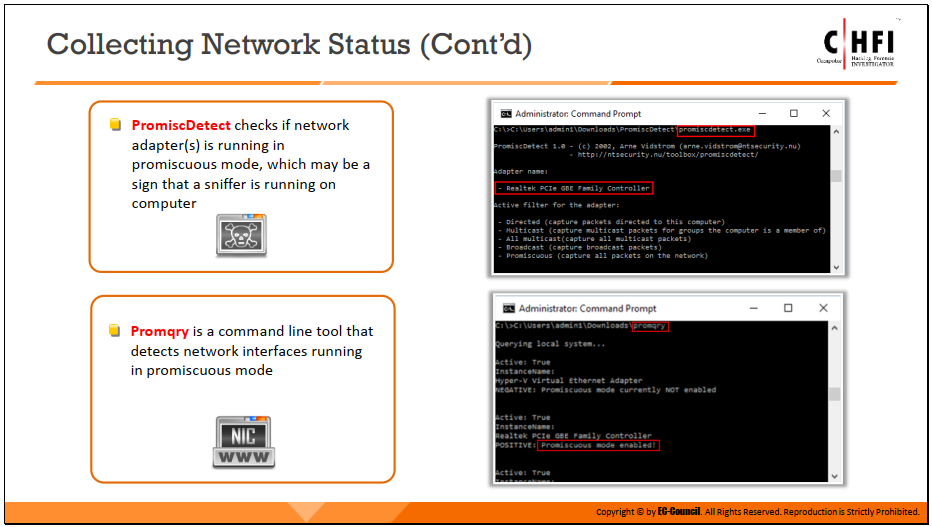 Collecting Network Status (Cont'd)
CHFI
Computer Hacking Forensic
INVESTIGATOR
PromiscDetect checks if network
adapter(s) is running in
promiscuous mode, which may be a
sign that a sniffer is running on
computer
Administrator: Command Prompt
C:\>C:\Users\admin1\Downloads\PromiscDetect\promiscdetect.exe
PromiscDetect 1.0 - (c) 2002, Arne Vidstrom (arne.vidstrom@ntsecurity.nu)
- http://ntsecurity.nu/toolbox/promiscdetect/
Adapter name:
- Realtek PCIe GBE Family Controller
Active filter for the adapter:
- Directed (capture packets directed to this computer)
- Multicast (capture multicast packets for groups the computer is a member of)
- All multicast(capture all multicast packets)
- Broadcast (capture broadcast packets)
- Promiscuous (capture all packets on the network)
Promqry is a command line tool that
detects network interfaces running
in promiscuous mode
NIC
WWW
Administrator: Command Prompt
C:\>C:\Users\admin1\Downloads\promqry
Querying local system...
Active: True
InstanceName:
Hyper-V Virtual Ethernet Adapter
NEGATIVE: Promiscuous mode currently NOT enabled
Active: True
InstanceName:
Realtek PCIe GBE Family Controller
POSITIVE: Promiscuous mode enabled!
Active: True
InstanceName:
Copyright © by EC-Council. All Rights Reserved. Reproduction is Strictly Prohibited.